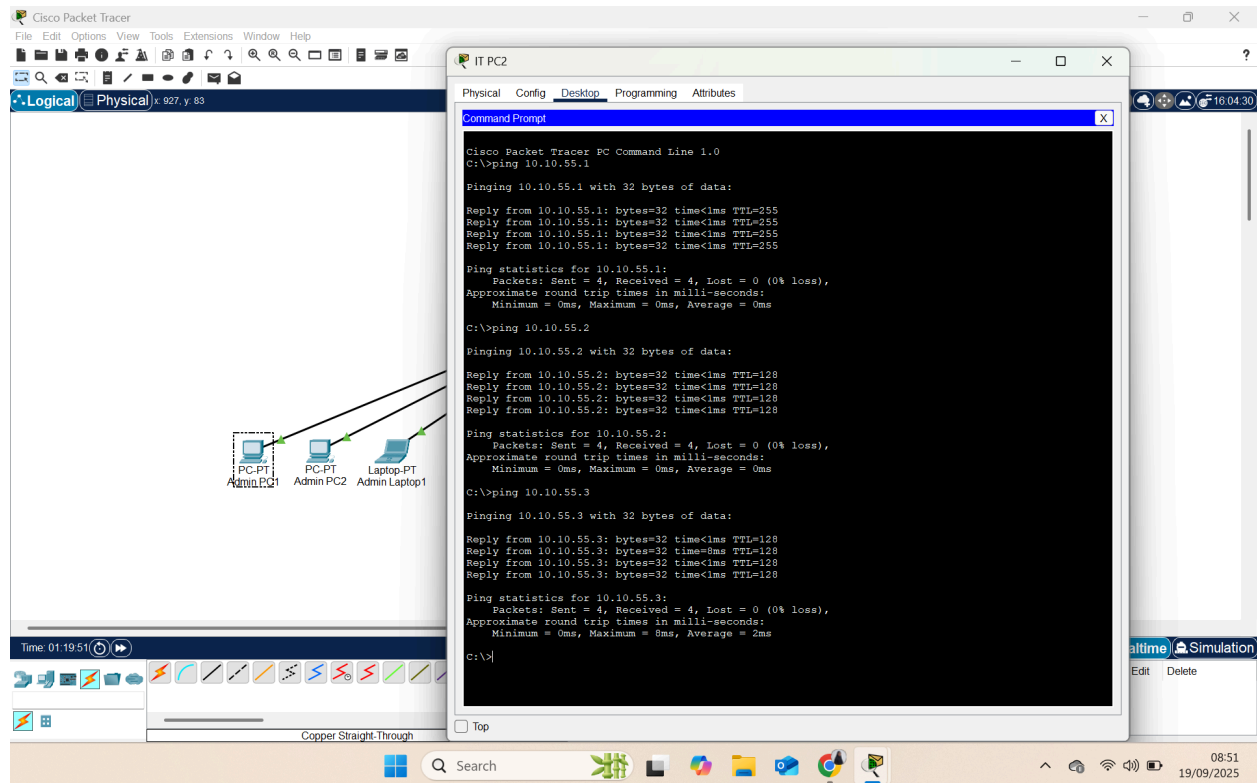 Cisco Packet Tracer
File Edit Options View Tools Extensions Window Help
?
Logical Physical x: 927, y: 83
16:04:30
PC-PT
Admin PC1
PC-PT
Admin PC2
Laptop-PT
Admin Laptop1
IT PC2
Physical Config Desktop Programming Attributes
Command Prompt
X
Cisco Packet Tracer PC Command Line 1.0
C:\>ping 10.10.55.1
Pinging 10.10.55.1 with 32 bytes of data:
Reply from 10.10.55.1: bytes=32 time<1ms TTL=255
Reply from 10.10.55.1: bytes=32 time<1ms TTL=255
Reply from 10.10.55.1: bytes=32 time<1ms TTL=255
Reply from 10.10.55.1: bytes=32 time<1ms TTL=255
Ping statistics for 10.10.55.1:
Packets: Sent = 4, Received = 4, Lost = 0 (0% loss),
Approximate round trip times in milli-seconds:
Minimum = 0ms, Maximum = 0ms, Average = 0ms
C:\>ping 10.10.55.2
Pinging 10.10.55.2 with 32 bytes of data:
Reply from 10.10.55.2: bytes=32 time<1ms TTL=128
Reply from 10.10.55.2: bytes=32 time<1ms TTL=128
Reply from 10.10.55.2: bytes=32 time<1ms TTL=128
Reply from 10.10.55.2: bytes=32 time<1ms TTL=128
Ping statistics for 10.10.55.2:
Packets: Sent = 4, Received = 4, Lost = 0 (0% loss),
Approximate round trip times in milli-seconds:
Minimum = 0ms, Maximum = 0ms, Average = 0ms
C:\>ping 10.10.55.3
Pinging 10.10.55.3 with 32 bytes of data:
Reply from 10.10.55.3: bytes=32 time<1ms TTL=128
Reply from 10.10.55.3: bytes=32 time=8ms TTL=128
Reply from 10.10.55.3: bytes=32 time<1ms TTL=128
Reply from 10.10.55.3: bytes=32 time<1ms TTL=128
Ping statistics for 10.10.55.3:
Packets: Sent = 4, Received = 4, Lost = 0 (0% loss),
Approximate round trip times in milli-seconds:
Minimum = 0ms, Maximum = 8ms, Average = 2ms
C:\>
Top
Time: 01:19:51
altime Simulation
Edit Delete
Copper Straight-Through
Search
08:51
19/09/2025